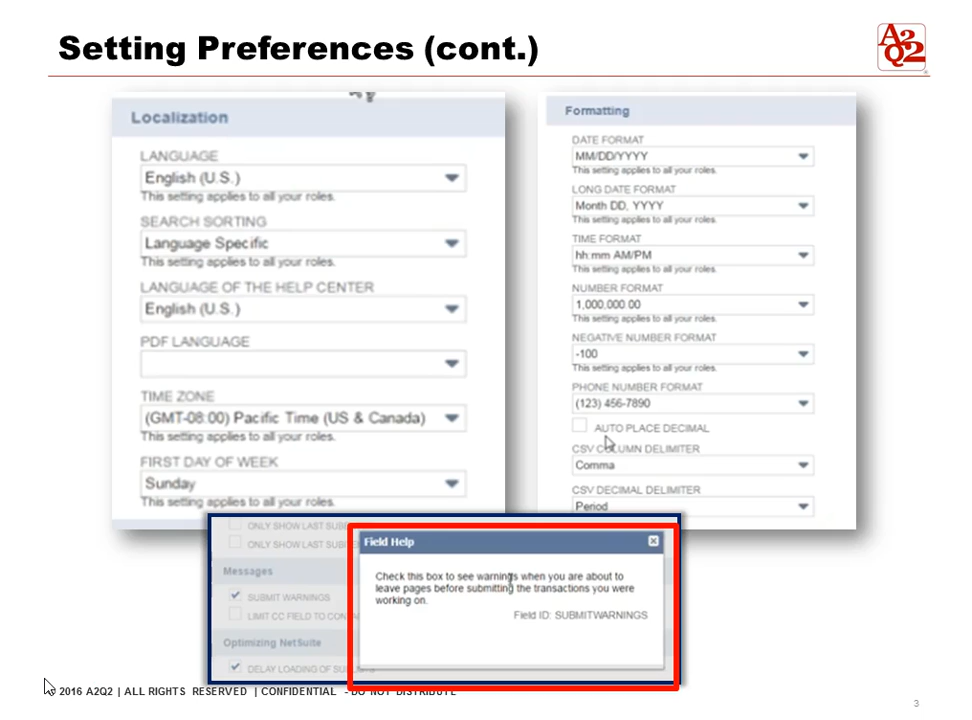 Setting Preferences (cont.)
A2Q2
Localization
LANGUAGE
English (U.S.)
This setting applies to all your roles.
SEARCH SORTING
Language Specific
This setting applies to all your roles.
LANGUAGE OF THE HELP CENTER
English (U.S.)
PDF LANGUAGE
TIME ZONE
(GMT-08:00) Pacific Time (US & Canada)
This setting applies to all your roles.
FIRST DAY OF WEEK
Sunday
This setting applies to all your roles.
Formatting
DATE FORMAT
MM/DD/YYYY
This setting applies to all your roles.
LONG DATE FORMAT
Month DD, YYYY
This setting applies to all your roles.
TIME FORMAT
hh:mm AM/PM
This setting applies to all your roles.
NUMBER FORMAT
1,000,000.00
This setting applies to all your roles.
NEGATIVE NUMBER FORMAT
-100
This setting applies to all your roles.
PHONE NUMBER FORMAT
(123) 456-7890
AUTO PLACE DECIMAL
CSV COLUMN DELIMITER
Comma
CSV DECIMAL DELIMITER
Period
ONLY SHOW LAST
ONLY SHOW LAST
Messages
SUBMIT WARNINGS
LIMIT CC FIELD TO
Optimizing NetSuite
DELAY LOADING OF
Field Help
Check this box to see warnings when you are about to
leave pages before submitting the transactions you were
working on.
Field ID: SUBMITWARNINGS
© 2016 A2Q2 | ALL RIGHTS RESERVED | CONFIDENTIAL - DO NOT DISTRIBUTE
3